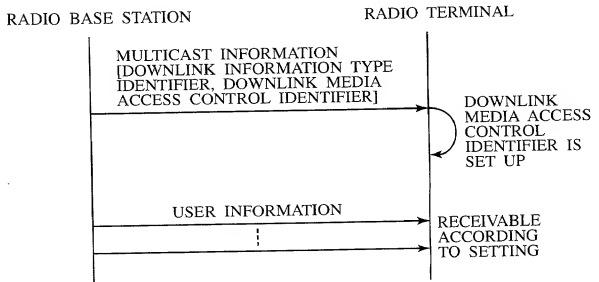 RADIO BASE STATION
RADIO TERMINAL
MULTICAST INFORMATION
[DOWNLINK INFORMATION TYPE
IDENTIFIER, DOWNLINK MEDIA
ACCESS CONTROL IDENTIFIER]
DOWNLINK
MEDIA ACCESS
CONTROL
IDENTIFIER IS
SET UP
USER INFORMATION
RECEIVABLE
ACCORDING
TO SETTING